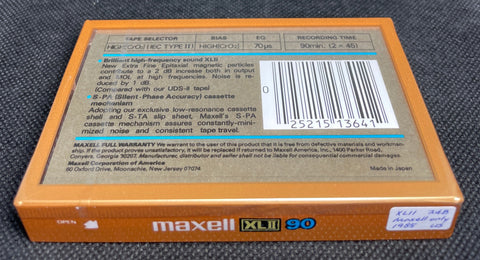 TAPE SELECTOR BIAS EQ RECORDING TIME
HIGH(CrO₂) [IEC TYPE II] HIGH(CrO₂) 70μs 90min. (2 × 45)
• Brilliant high-frequency sound XLII
New Extra Fine Epitaxial magnetic particles
contribute to a 2 dB increase both in output
and MOL at high frequencies. Noise is
reduced by 1 dB.
(Compared with our UDS-II tape)
• S·PA (Silent·Phase Accuracy) cassette
mechanism
Adopting our exclusive low-resonance cassette
shell and S-TA slip sheet, Maxell's S·PA
cassette mechanism assures constantly-mini-
mized noise and consistent tape travel.
0
25215 13641
MAXELL FULL WARRANTY We warrant to the user of this product that it is free from defective materials and workman-
ship. If the product proves unsatisfactory, it will be replaced if returned to Maxell America, Inc., 1400 Parker Road,
Conyers, Georgia 30207. Manufacturer, distributor and seller shall not be liable for consequential commercial damages.
Maxell Corporation of America
60 Oxford Drive, Moonachie, New Jersey 07074
Made in Japan
OPEN
maxell XLII 90
XLII
Maxell only
1985 US